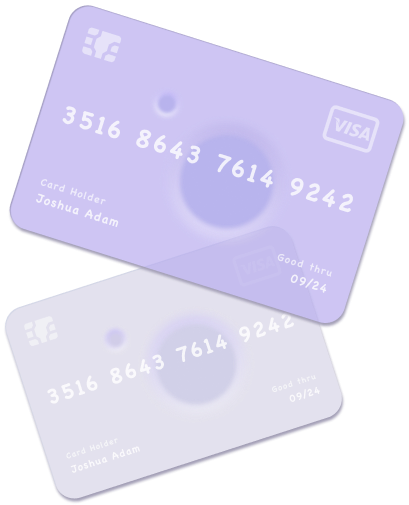 VISA
3516 8643 7614 9242
Card Holder
Joshua Adam
Good thru
09/24
VISA
3516 8643 7614 9242
Card Holder
Joshua Adam
Good thru
09/24